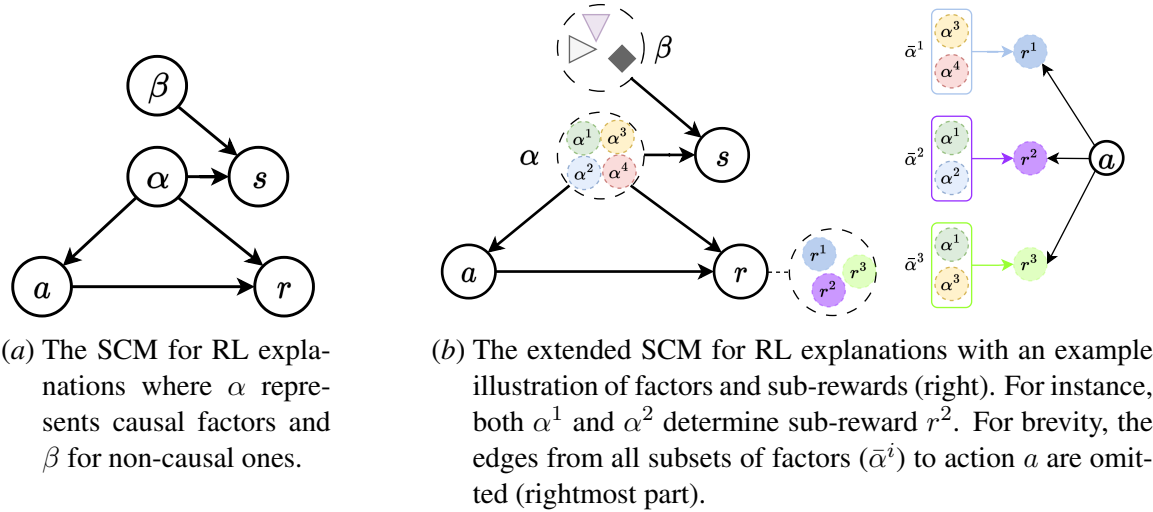 β
α
s
a
r
(a) The SCM for RL expla-
nations where α repre-
sents causal factors and
β for non-causal ones.
β
α
α¹
α³
α²
α⁴
s
a
r
r¹
r³
r²
ᾱ¹
α³
α⁴
r¹
ᾱ²
α¹
α²
r²
a
ᾱ³
α¹
α³
r³
(b) The extended SCM for RL explanations with an example
illustration of factors and sub-rewards (right). For instance,
both α¹ and α² determine sub-reward r². For brevity, the
edges from all subsets of factors (ᾱⁱ) to action a are omit-
ted (rightmost part).